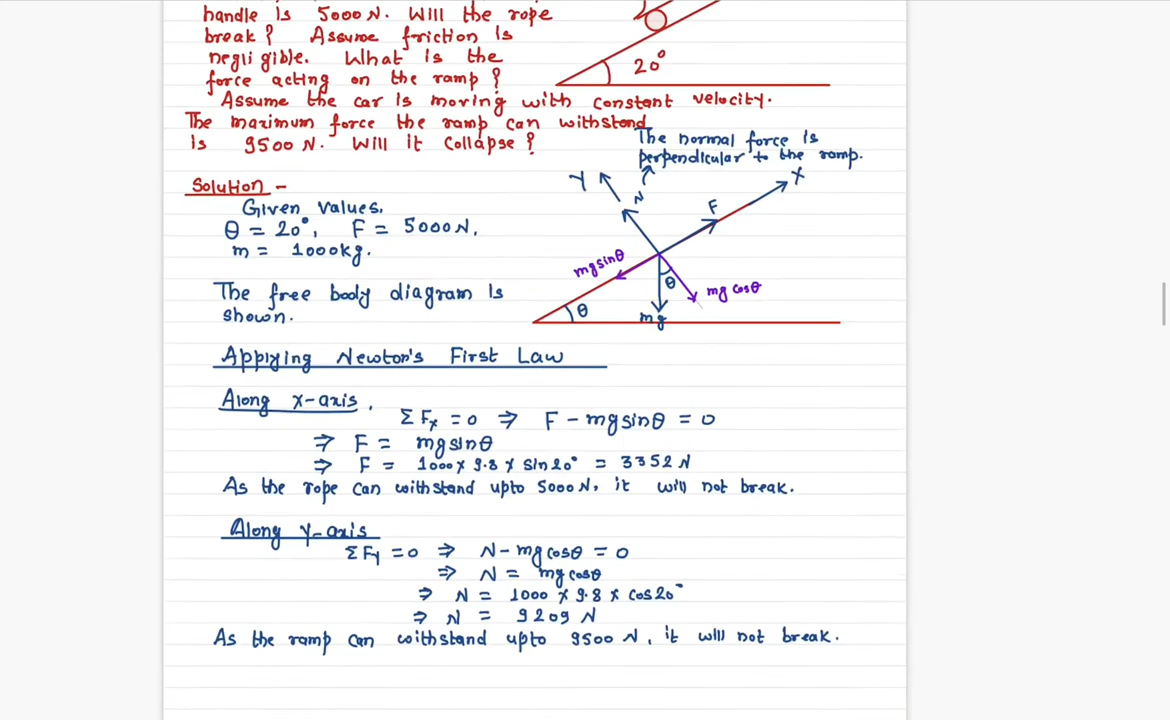 handle is 5000 N. Will the rope
break? Assume friction is
negligible. What is the
force acting on the ramp?
Assume the car is moving with constant velocity.
The maximum force the ramp can withstand
is 9500 N. Will it collapse?
20°
The normal force is
perpendicular to the ramp.
Solution -
Given values,
θ = 20°, F = 5000 N,
m = 1000kg.
The free body diagram is
shown.
Y
N
F
X
mg sinθ
θ
mg cosθ
θ
mg
Applying Newton's First Law
Along X-axis,
ΣFx = 0 ⇒ F - mg sinθ = 0
⇒ F = mg sinθ
⇒ F = 1000 × 9.8 × sin 20° = 3352 N
As the rope can withstand upto 5000 N, it will not break.
Along Y-axis
ΣFy = 0 ⇒ N - mg cosθ = 0
⇒ N = mg cosθ
⇒ N = 1000 × 9.8 × cos 20°
⇒ N = 9209 N
As the ramp can withstand upto 9500 N, it will not break.